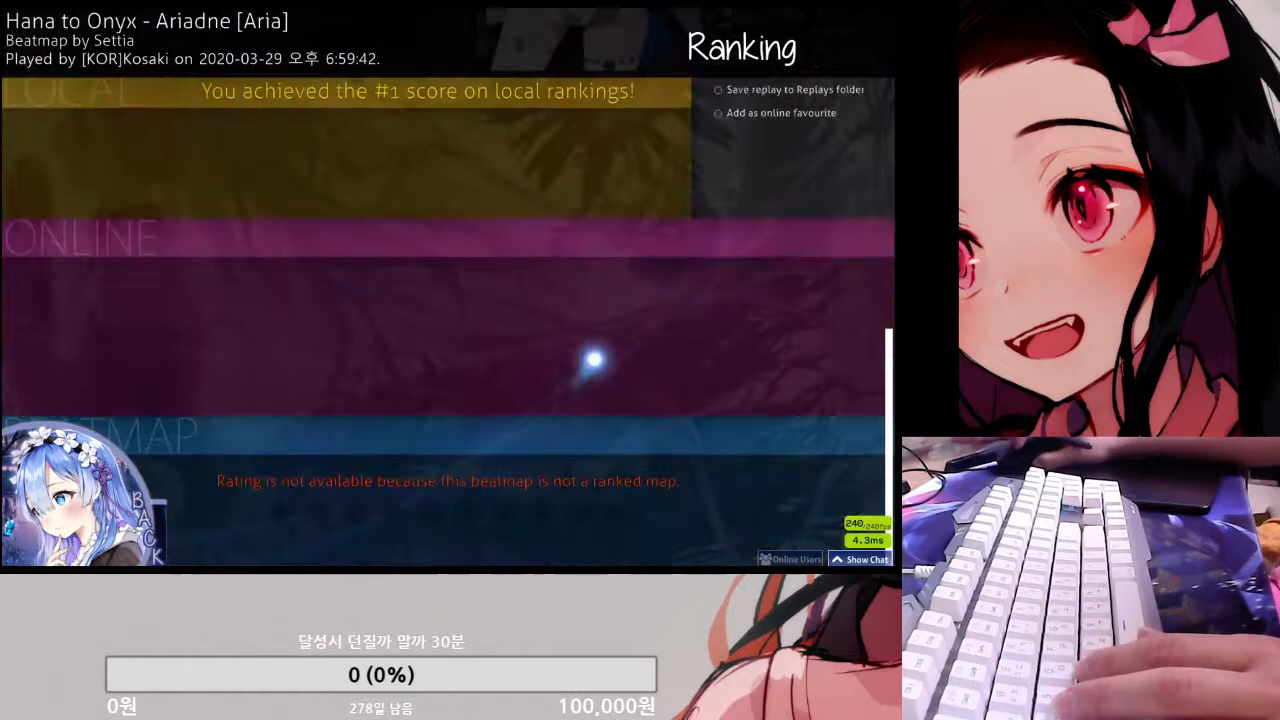 Hana to Onyx - Ariadne [Aria]
Beatmap by Settia
Played by [KOR]Kosaki on 2020-03-29 오후 6:59:42.
Ranking
LOCAL
You achieved the #1 score on local rankings!
Save replay to Replays folder
Add as online favourite
ONLINE
BEATMAP
Rating is not available because this beatmap is not a ranked map.
BACK
240/240fps
4.3ms
Online Users
Show Chat
달성시 던질까 말까 30분
0 (0%)
0원
278일 남음
100,000원